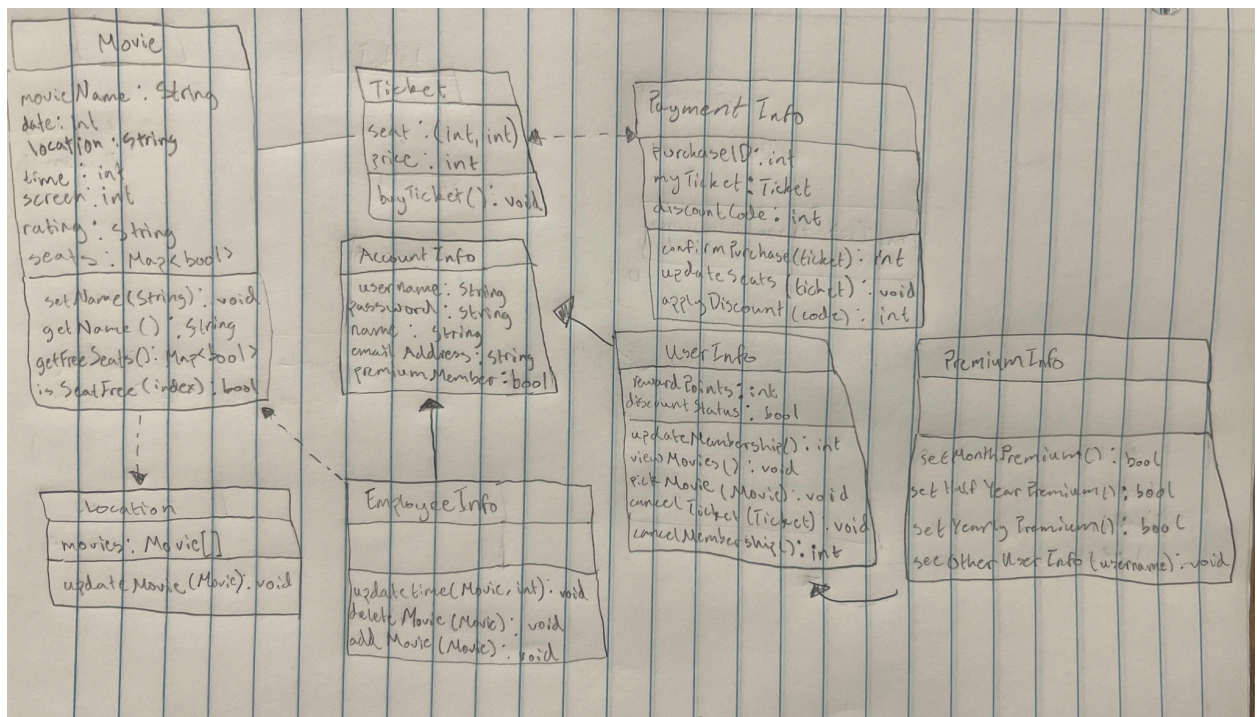 Movie
movieName : String
date: int
location : String
time : int
screen: int
rating : String
seats : Map<bool>
setName(String) : void
getName () : String
getFreeSeats(): Map<bool>
isSeatFree(index) : bool
Ticket
seat : (int, int)
price : int
buyTicket() : void
Payment Info
purchaseID : int
myTicket : Ticket
discountCode : int
confirmPurchase(ticket) : int
updateSeats (ticket) : void
applyDiscount (code) : int
AccountInfo
username : String
password : String
name : String
email Address : String
premiumMember : bool
UserInfo
rewardPoints : int
discountStatus : bool
updateMembership() : int
viewMovies() : void
pickMovie (Movie) : void
cancelTicket (Ticket) : void
cancelMembership() : int
PremiumInfo
setMonthPremium() : bool
setHalfYearPremium() : bool
setYearlyPremium() : bool
seeOtherUserInfo (username) : void
Location
movies : Movie[]
updateMovie (Movie) : void
EmployeeInfo
updatetime(Movie, int) : void
deleteMovie(Movie) : void
addMovie(Movie) : void